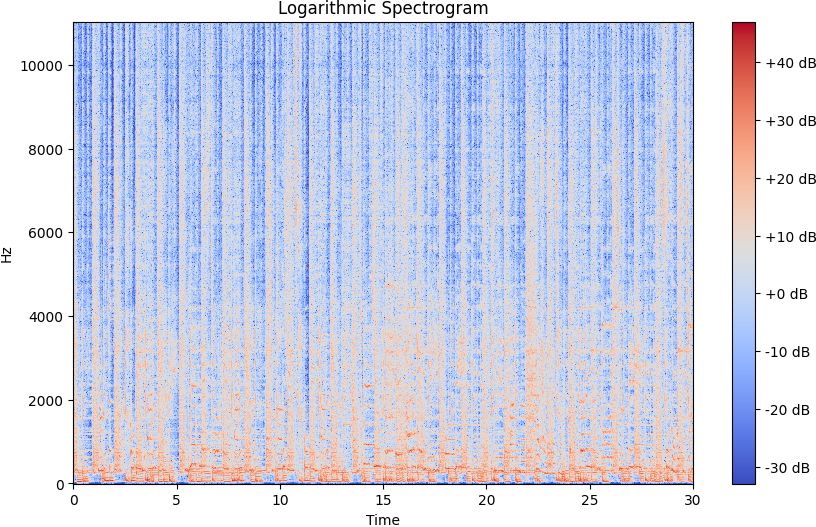 Logarithmic Spectrogram
Hz
10000
8000
6000
4000
2000
0
0 5 10 15 20 25 30
Time
+40 dB
+30 dB
+20 dB
+10 dB
+0 dB
-10 dB
-20 dB
-30 dB